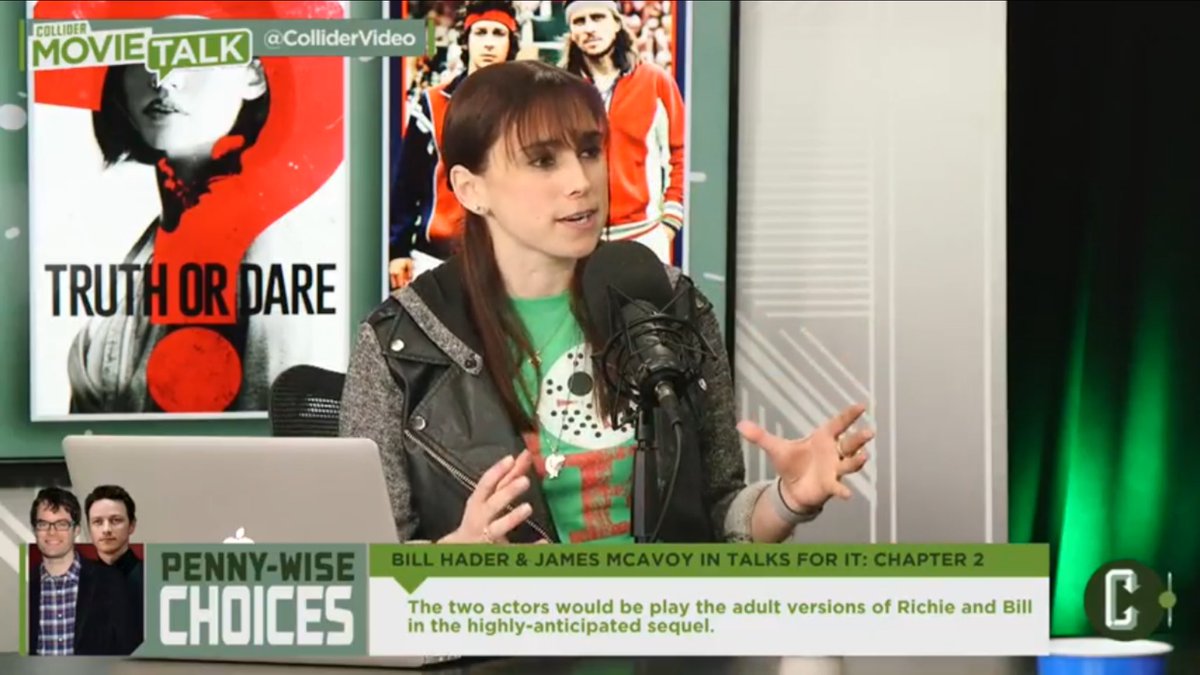 COLLIDER
MOVIE TALK
@ColliderVideo
TRUTH OR DARE
PENNY-WISE
CHOICES
BILL HADER & JAMES MCAVOY IN TALKS FOR IT: CHAPTER 2
The two actors would be play the adult versions of Richie and Bill
in the highly-anticipated sequel.